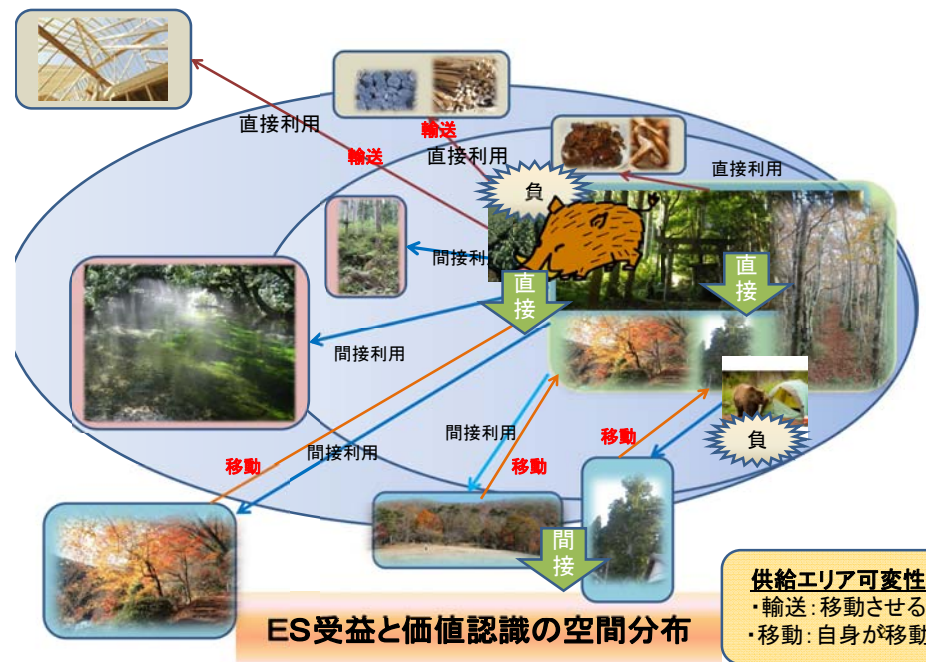 直接利用
輸送
輸送
直接利用
直接利用
負
間接利
直接
直接
間接利用
間接利用
移動
負
移動
間接利用
間接
ES受益と価値認識の空間分布
供給エリア可変性
・輸送：移動させる
・移動：自身が移動